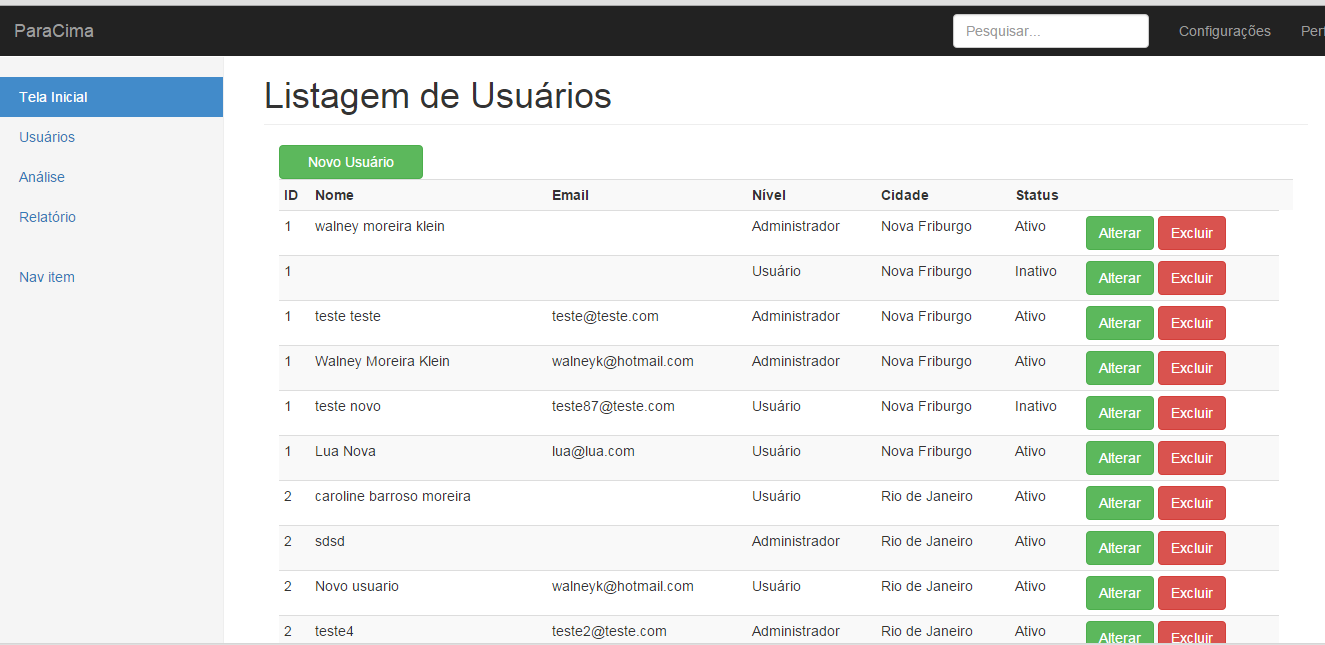 ParaCima Pesquisar... Configurações
Tela Inicial
Usuários
Análise
Relatório
Nav item
Listagem de Usuários
Novo Usuário
ID Nome Email Nível Cidade Status
1 walney moreira klein Administrador Nova Friburgo Ativo Alterar Excluir
1 Usuário Nova Friburgo Inativo Alterar Excluir
1 teste teste teste@teste.com Administrador Nova Friburgo Ativo Alterar Excluir
1 Walney Moreira Klein walneyk@hotmail.com Administrador Nova Friburgo Ativo Alterar Excluir
1 teste novo teste87@teste.com Usuário Nova Friburgo Inativo Alterar Excluir
1 Lua Nova lua@lua.com Usuário Nova Friburgo Ativo Alterar Excluir
2 caroline barroso moreira Usuário Rio de Janeiro Ativo Alterar Excluir
2 sdsd Administrador Rio de Janeiro Ativo Alterar Excluir
2 Novo usuario walneyk@hotmail.com Usuário Rio de Janeiro Ativo Alterar Excluir
2 teste4 teste2@teste.com Administrador Rio de Janeiro Ativo Alterar Excluir